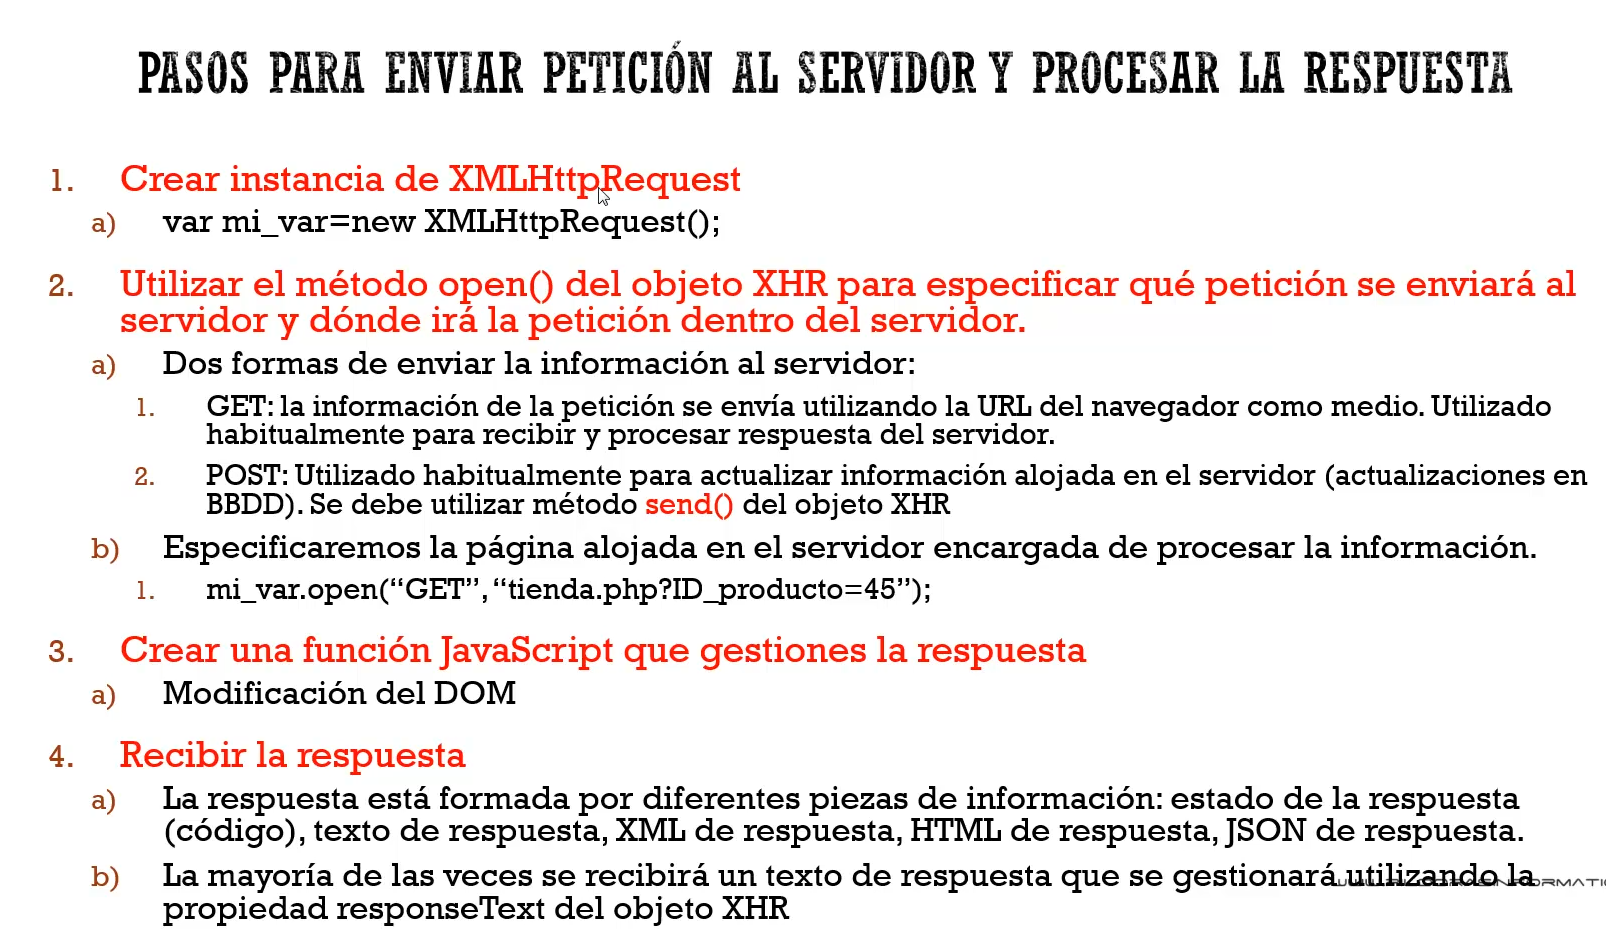 PASOS PARA ENVIAR PETICIÓN AL SERVIDOR Y PROCESAR LA RESPUESTA
1. Crear instancia de XMLHttpRequest
a) var mi_var=new XMLHttpRequest();
2. Utilizar el método open() del objeto XHR para especificar qué petición se enviará al
servidor y dónde irá la petición dentro del servidor.
a) Dos formas de enviar la información al servidor:
1. GET: la información de la petición se envía utilizando la URL del navegador como medio. Utilizado
habitualmente para recibir y procesar respuesta del servidor.
2. POST: Utilizado habitualmente para actualizar información alojada en el servidor (actualizaciones en
BBDD). Se debe utilizar método send() del objeto XHR
b) Especificaremos la página alojada en el servidor encargada de procesar la información.
1. mi_var.open(“GET”, “tienda.php?ID_producto=45”);
3. Crear una función JavaScript que gestiones la respuesta
a) Modificación del DOM
4. Recibir la respuesta
a) La respuesta está formada por diferentes piezas de información: estado de la respuesta
(código), texto de respuesta, XML de respuesta, HTML de respuesta, JSON de respuesta.
b) La mayoría de las veces se recibirá un texto de respuesta que se gestionará utilizando la
propiedad responseText del objeto XHR